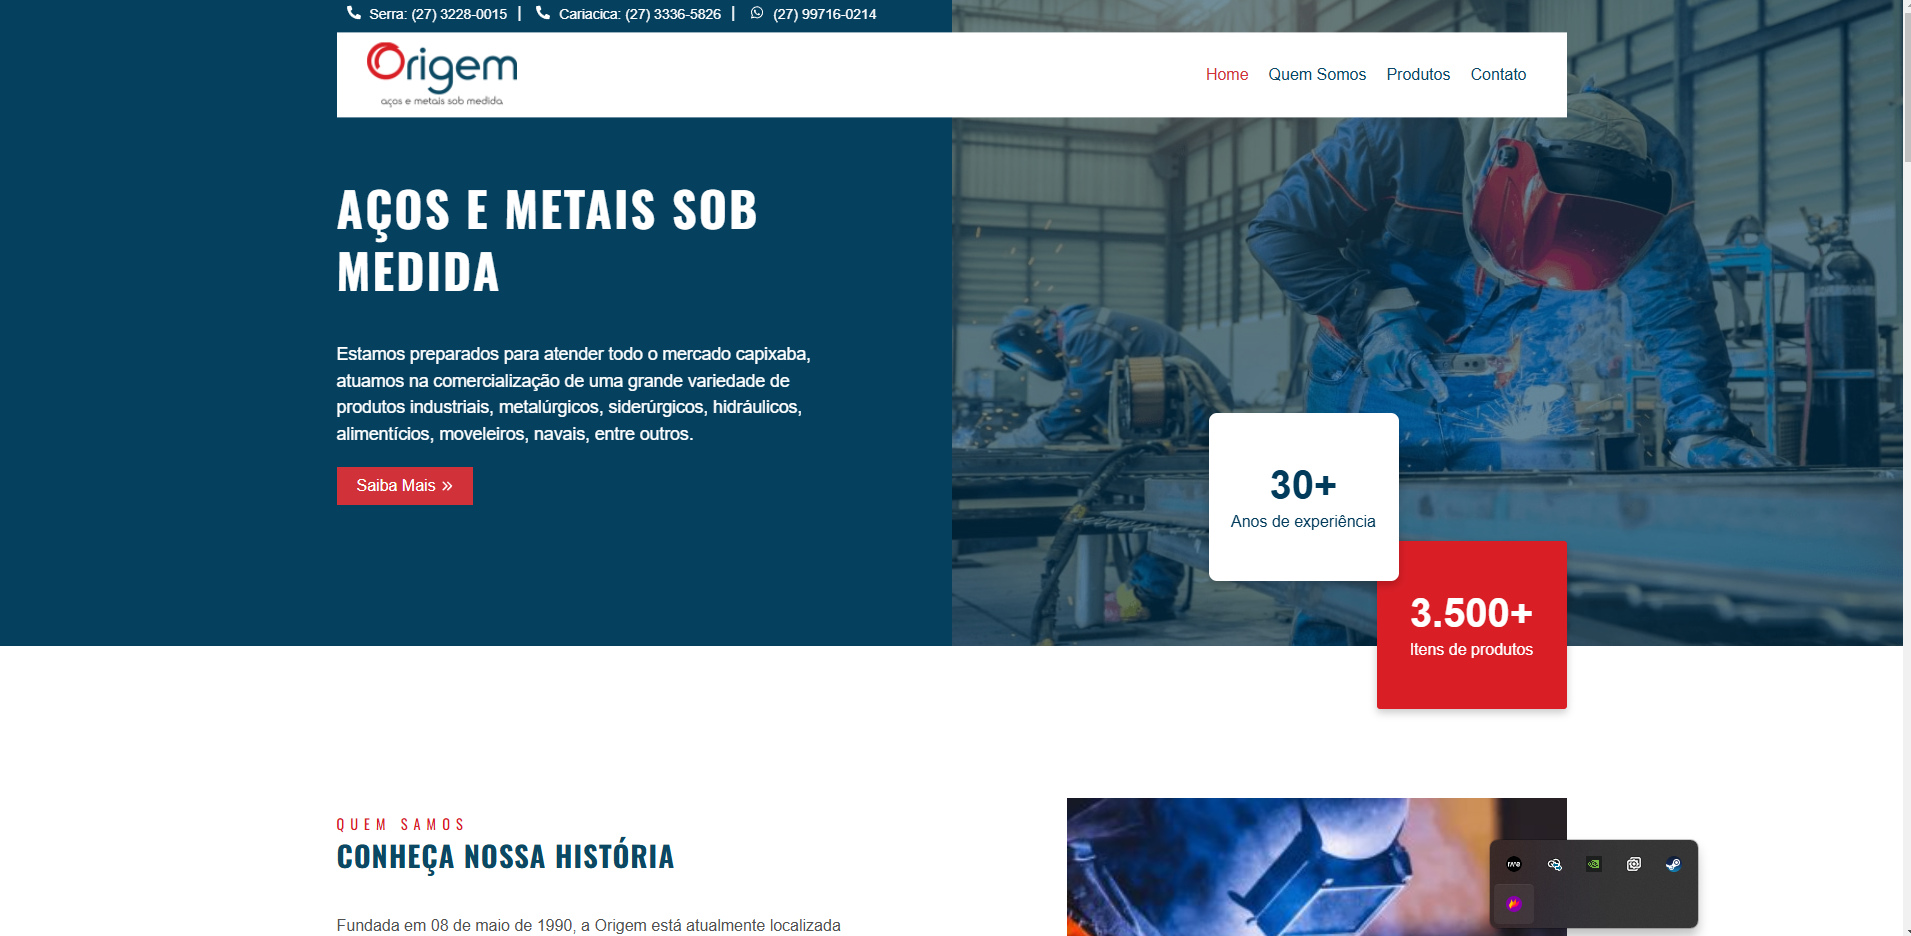 Serra: (27) 3228-0015 | Cariacica: (27) 3336-5826 | (27) 99716-0214
Origem
aços e metais sob medida
Home Quem Somos Produtos Contato
AÇOS E METAIS SOB
MEDIDA
Estamos preparados para atender todo o mercado capixaba,
atuamos na comercialização de uma grande variedade de
produtos industriais, metalúrgicos, siderúrgicos, hidráulicos,
alimentícios, moveleiros, navais, entre outros.
Saiba Mais »
30+
Anos de experiência
3.500+
Itens de produtos
QUEM SAMOS
CONHEÇA NOSSA HISTÓRIA
Fundada em 08 de maio de 1990, a Origem está atualmente localizada